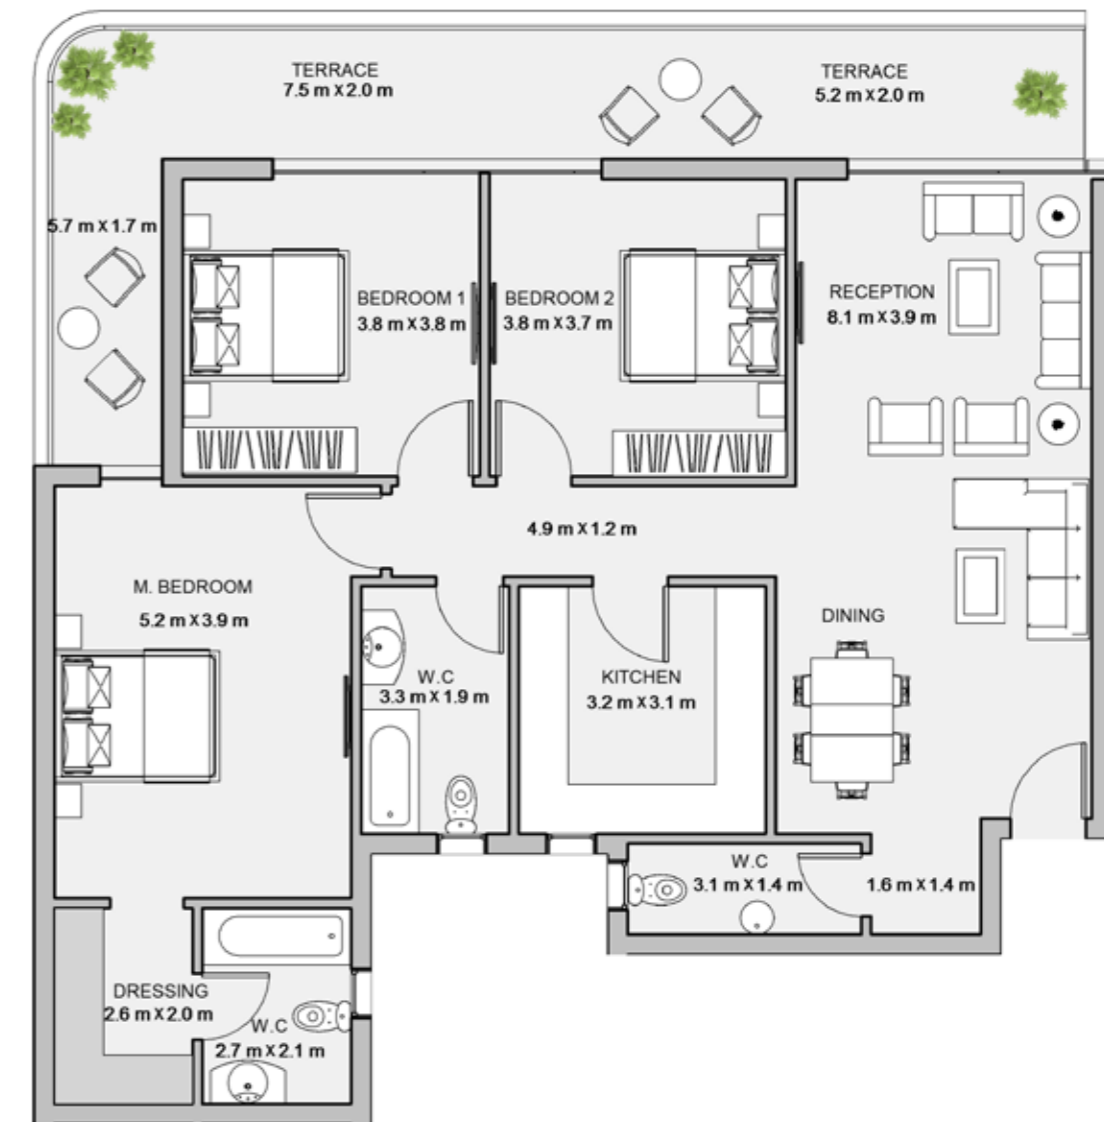 TERRACE
7.5 m X 2.0 m
TERRACE
5.2 m X 2.0 m
5.7 m X 1.7 m
BEDROOM 1
3.8 m X 3.8 m
BEDROOM 2
3.8 m X 3.7 m
RECEPTION
8.1 m X 3.9 m
4.9 m X 1.2 m
M. BEDROOM
5.2 m X 3.9 m
DINING
W.C
3.3 m X 1.9 m
KITCHEN
3.2 m X 3.1 m
W.C
3.1 m X 1.4 m
1.6 m X 1.4 m
DRESSING
2.6 m X 2.0 m
W.C
2.7 m X 2.1 m